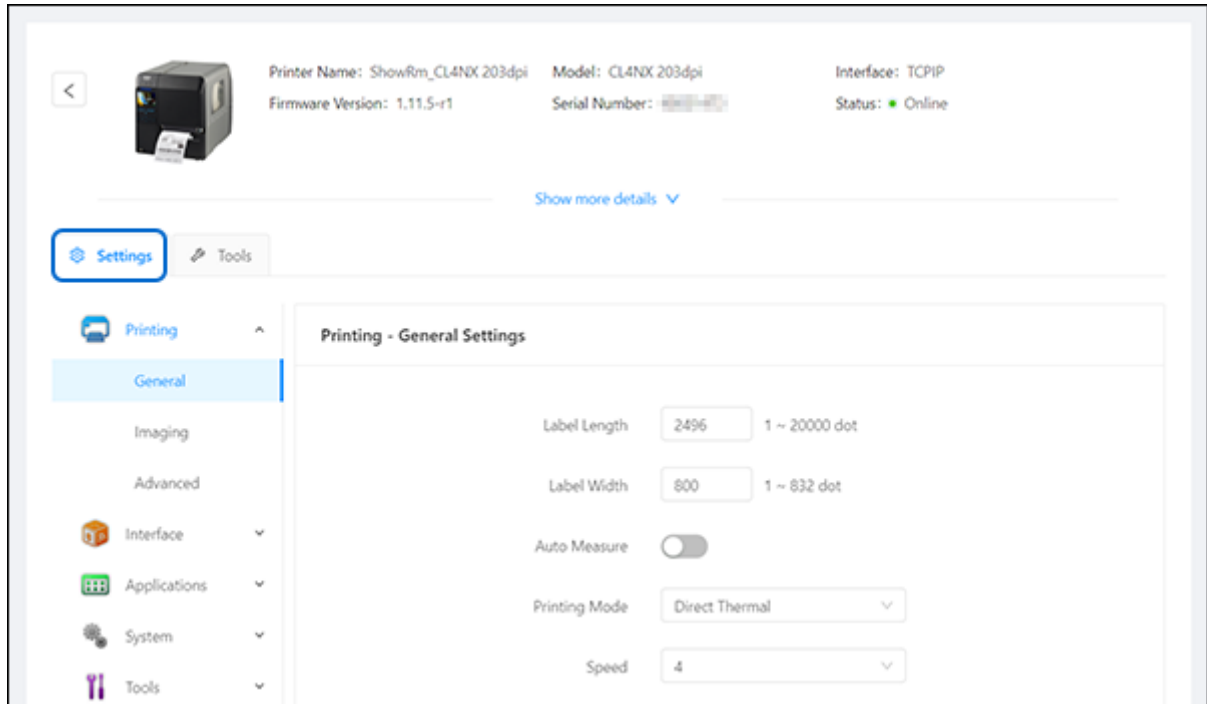 Printer Name: ShowRm_CL4NX 203dpi Model: CL4NX 203dpi Interface: TCPIP
Firmware Version: 1.11.5-r1 Serial Number: Status: Online
Show more details
Settings Tools
Printing
General
Imaging
Advanced
Interface
Applications
System
Tools
Printing - General Settings
Label Length 2496 1 ~ 20000 dot
Label Width 800 1 ~ 832 dot
Auto Measure
Printing Mode Direct Thermal
Speed 4